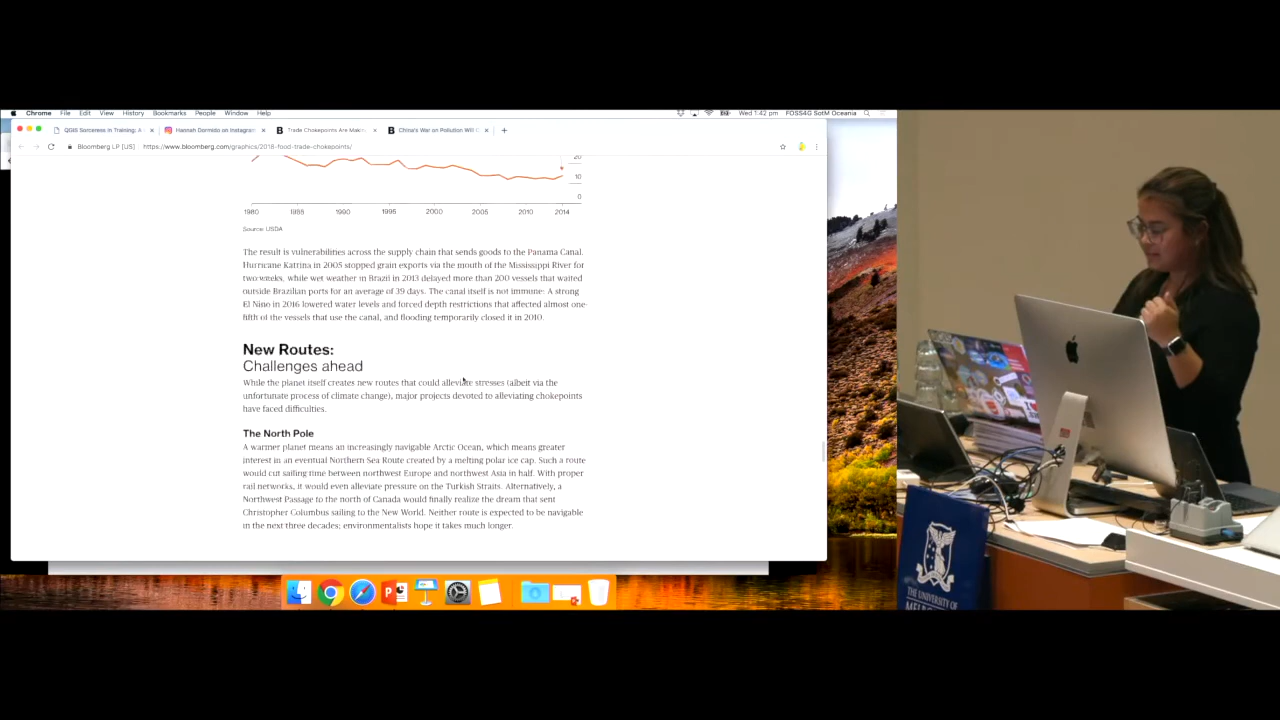 Chrome File Edit View History Bookmarks People Window Help
Wed 1:42 pm FOSS4G SotM Oceania
QGIS Sorceress in Training: A
Hannah Dormido on Instagram
Trade Chokepoints Are Making
China's War on Pollution Will
Bloomberg LP [US] https://www.bloomberg.com/graphics/2018-food-trade-chokepoints/
20
10
0
1980 1985 1990 1995 2000 2005 2010 2014
Source: USDA
The result is vulnerabilities across the supply chain that sends goods to the Panama Canal.
Hurricane Katrina in 2005 stopped grain exports via the mouth of the Mississippi River for
two weeks, while wet weather in Brazil in 2013 delayed more than 200 vessels that waited
outside Brazilian ports for an average of 39 days. The canal itself is not immune: A strong
El Nino in 2016 lowered water levels and forced depth restrictions that affected almost one-
fifth of the vessels that use the canal, and flooding temporarily closed it in 2010.
New Routes:
Challenges ahead
While the planet itself creates new routes that could alleviate stresses (albeit via the
unfortunate process of climate change), major projects devoted to alleviating chokepoints
have faced difficulties.
The North Pole
A warmer planet means an increasingly navigable Arctic Ocean, which means greater
interest in an eventual Northern Sea Route created by a melting polar ice cap. Such a route
would cut sailing time between northwest Europe and northwest Asia in half. With proper
rail networks, it would even alleviate pressure on the Turkish Straits. Alternatively, a
Northwest Passage to the north of Canada would finally realize the dream that sent
Christopher Columbus sailing to the New World. Neither route is expected to be navigable
in the next three decades; environmentalists hope it takes much longer.
THE UNIVERSITY OF